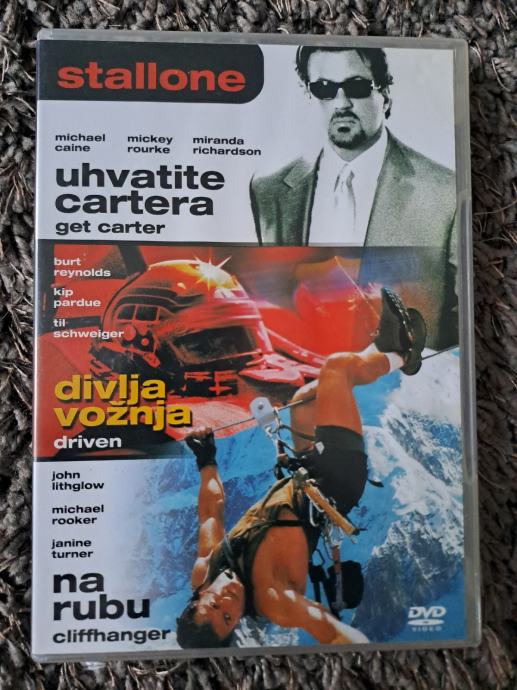 stallone
michael mickey miranda
caine rourke richardson
uhvatite
cartera
get carter
burt
reynolds
kip
pardue
til
schweiger
divlja
vožnja
driven
john
lithglow
michael
rooker
janine
turner
na
rubu
cliffhanger
DVD
VIDEO